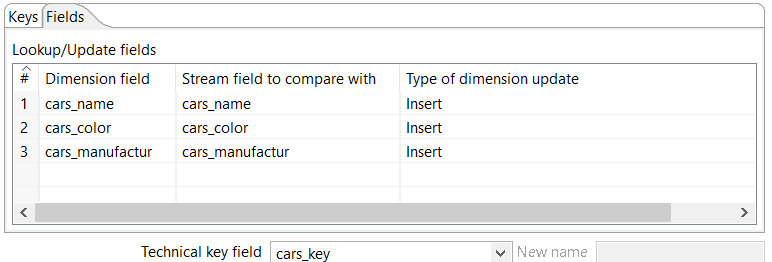 Keys Fields
Lookup/Update fields
# Dimension field Stream field to compare with Type of dimension update
1 cars_name cars_name Insert
2 cars_color cars_color Insert
3 cars_manufactur cars_manufactur Insert
Technical key field cars_key New name